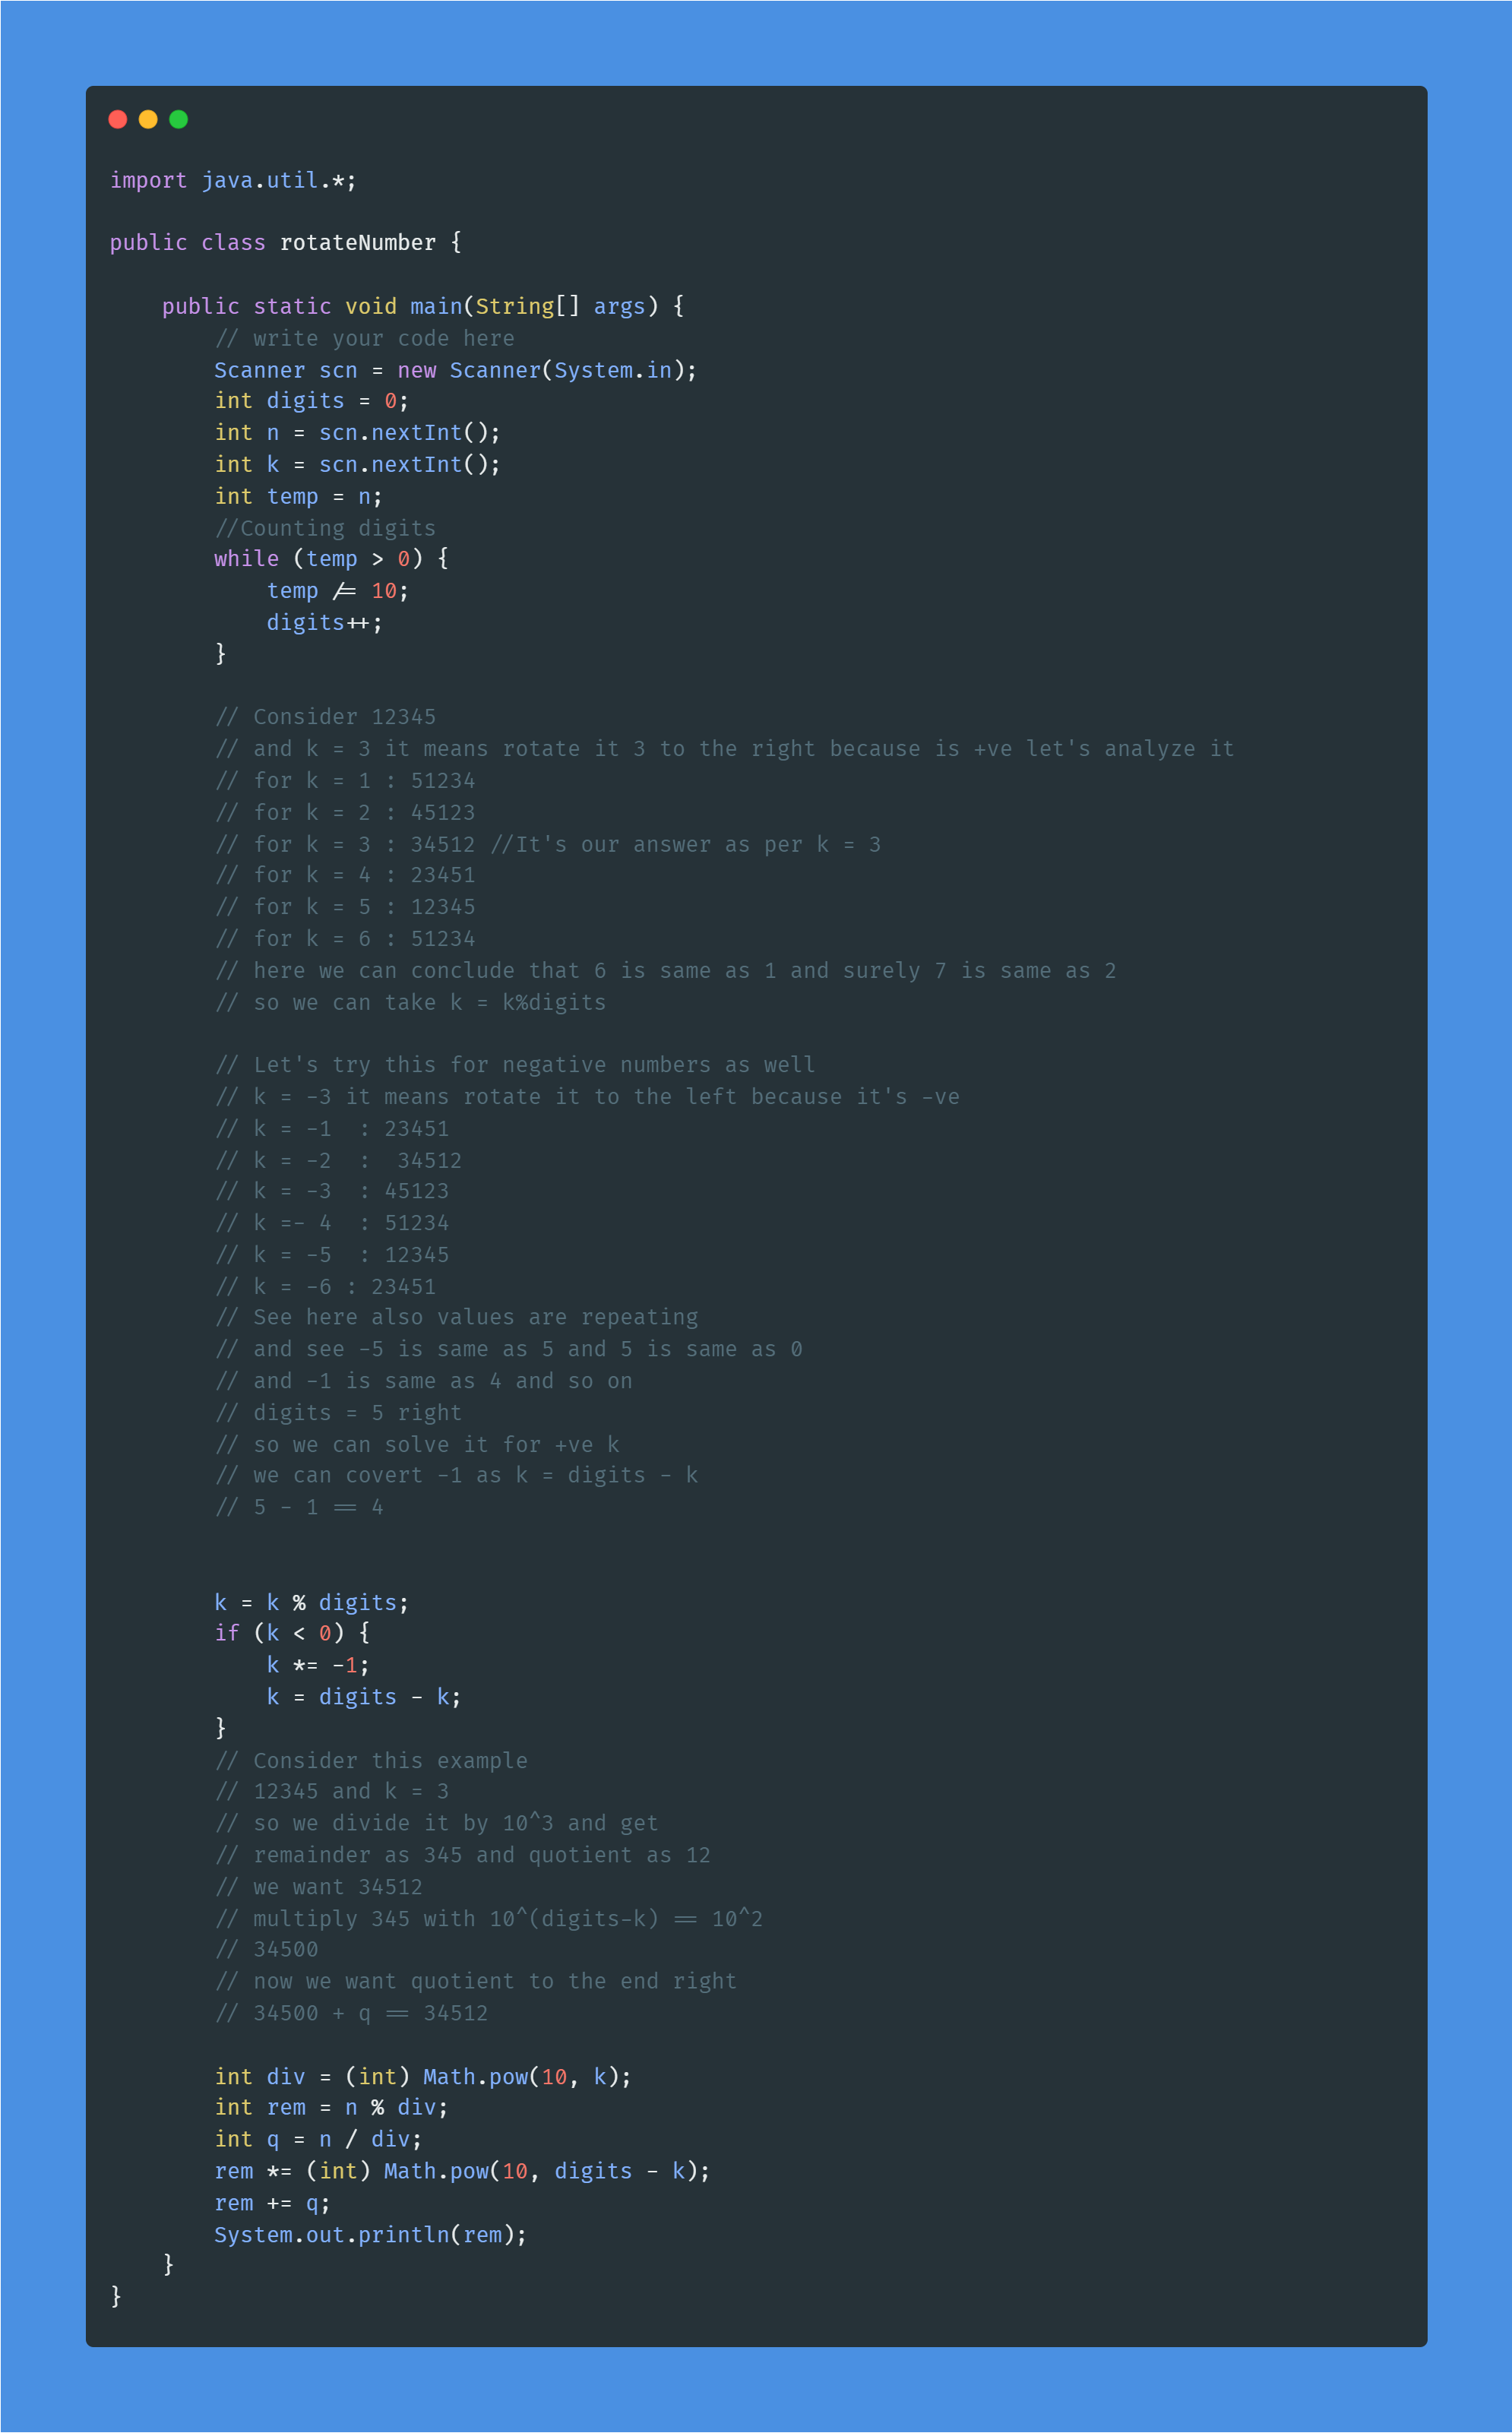 import java.util.*;
public class rotateNumber {
    public static void main(String[] args) {
        // write your code here
        Scanner scn = new Scanner(System.in);
        int digits = 0;
        int n = scn.nextInt();
        int k = scn.nextInt();
        int temp = n;
        //Counting digits
        while (temp > 0) {
            temp /= 10;
            digits++;
        }
        // Consider 12345
        // and k = 3 it means rotate it 3 to the right because is +ve let's analyze it
        // for k = 1 : 51234
        // for k = 2 : 45123
        // for k = 3 : 34512 //It's our answer as per k = 3
        // for k = 4 : 23451
        // for k = 5 : 12345
        // for k = 6 : 51234
        // here we can conclude that 6 is same as 1 and surely 7 is same as 2
        // so we can take k = k%digits
        // Let's try this for negative numbers as well
        // k = -3 it means rotate it to the left because it's -ve
        // k = -1  : 23451
        // k = -2  :  34512
        // k = -3  : 45123
        // k =- 4  : 51234
        // k = -5  : 12345
        // k = -6 : 23451
        // See here also values are repeating
        // and see -5 is same as 5 and 5 is same as 0
        // and -1 is same as 4 and so on
        // digits = 5 right
        // so we can solve it for +ve k
        // we can covert -1 as k = digits - k
        // 5 - 1 == 4
        k = k % digits;
        if (k < 0) {
            k *= -1;
            k = digits - k;
        }
        // Consider this example
        // 12345 and k = 3
        // so we divide it by 10^3 and get
        // remainder as 345 and quotient as 12
        // we want 34512
        // multiply 345 with 10^(digits-k) == 10^2
        // 34500
        // now we want quotient to the end right
        // 34500 + q == 34512
        int div = (int) Math.pow(10, k);
        int rem = n % div;
        int q = n / div;
        rem *= (int) Math.pow(10, digits - k);
        rem += q;
        System.out.println(rem);
    }
}